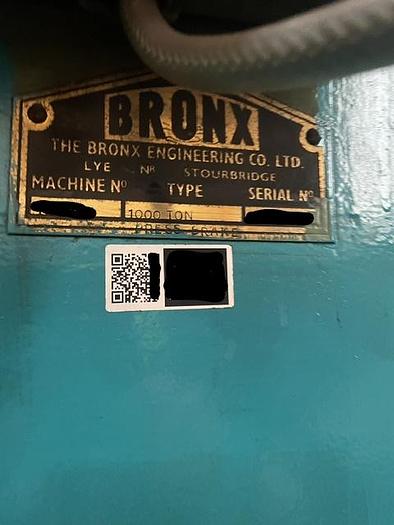 BRONX
THE BRONX ENGINEERING CO. LTD.
LYE NR STOURBRIDGE
MACHINE Nº TYPE SERIAL Nº
1000 TON
PRESS BRAKE